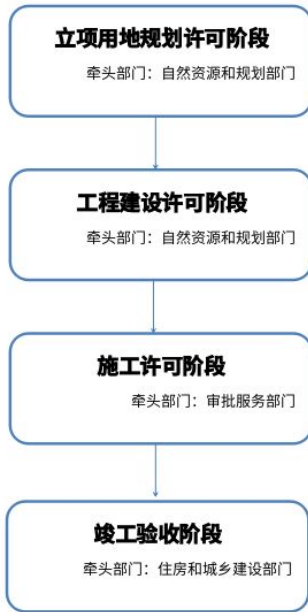 立项用地规划许可阶段
牵头部门：自然资源和规划部门
工程建设许可阶段
牵头部门：自然资源和规划部门
施工许可阶段
牵头部门：审批服务部门
竣工验收阶段
牵头部门：住房和城乡建设部门